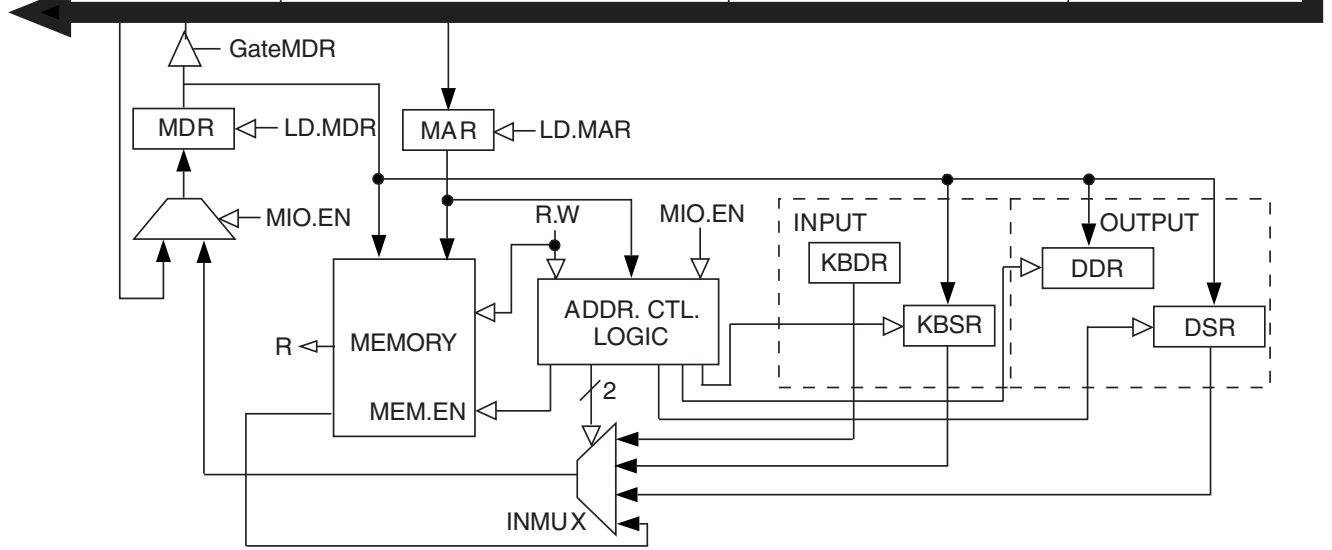 GateMDR
MDR
LD.MDR
MAR
LD.MAR
MIO.EN
R.W
MIO.EN
INPUT
OUTPUT
KBDR
DDR
ADDR. CTL.
LOGIC
KBSR
DSR
R
MEMORY
2
MEM.EN
INMUX